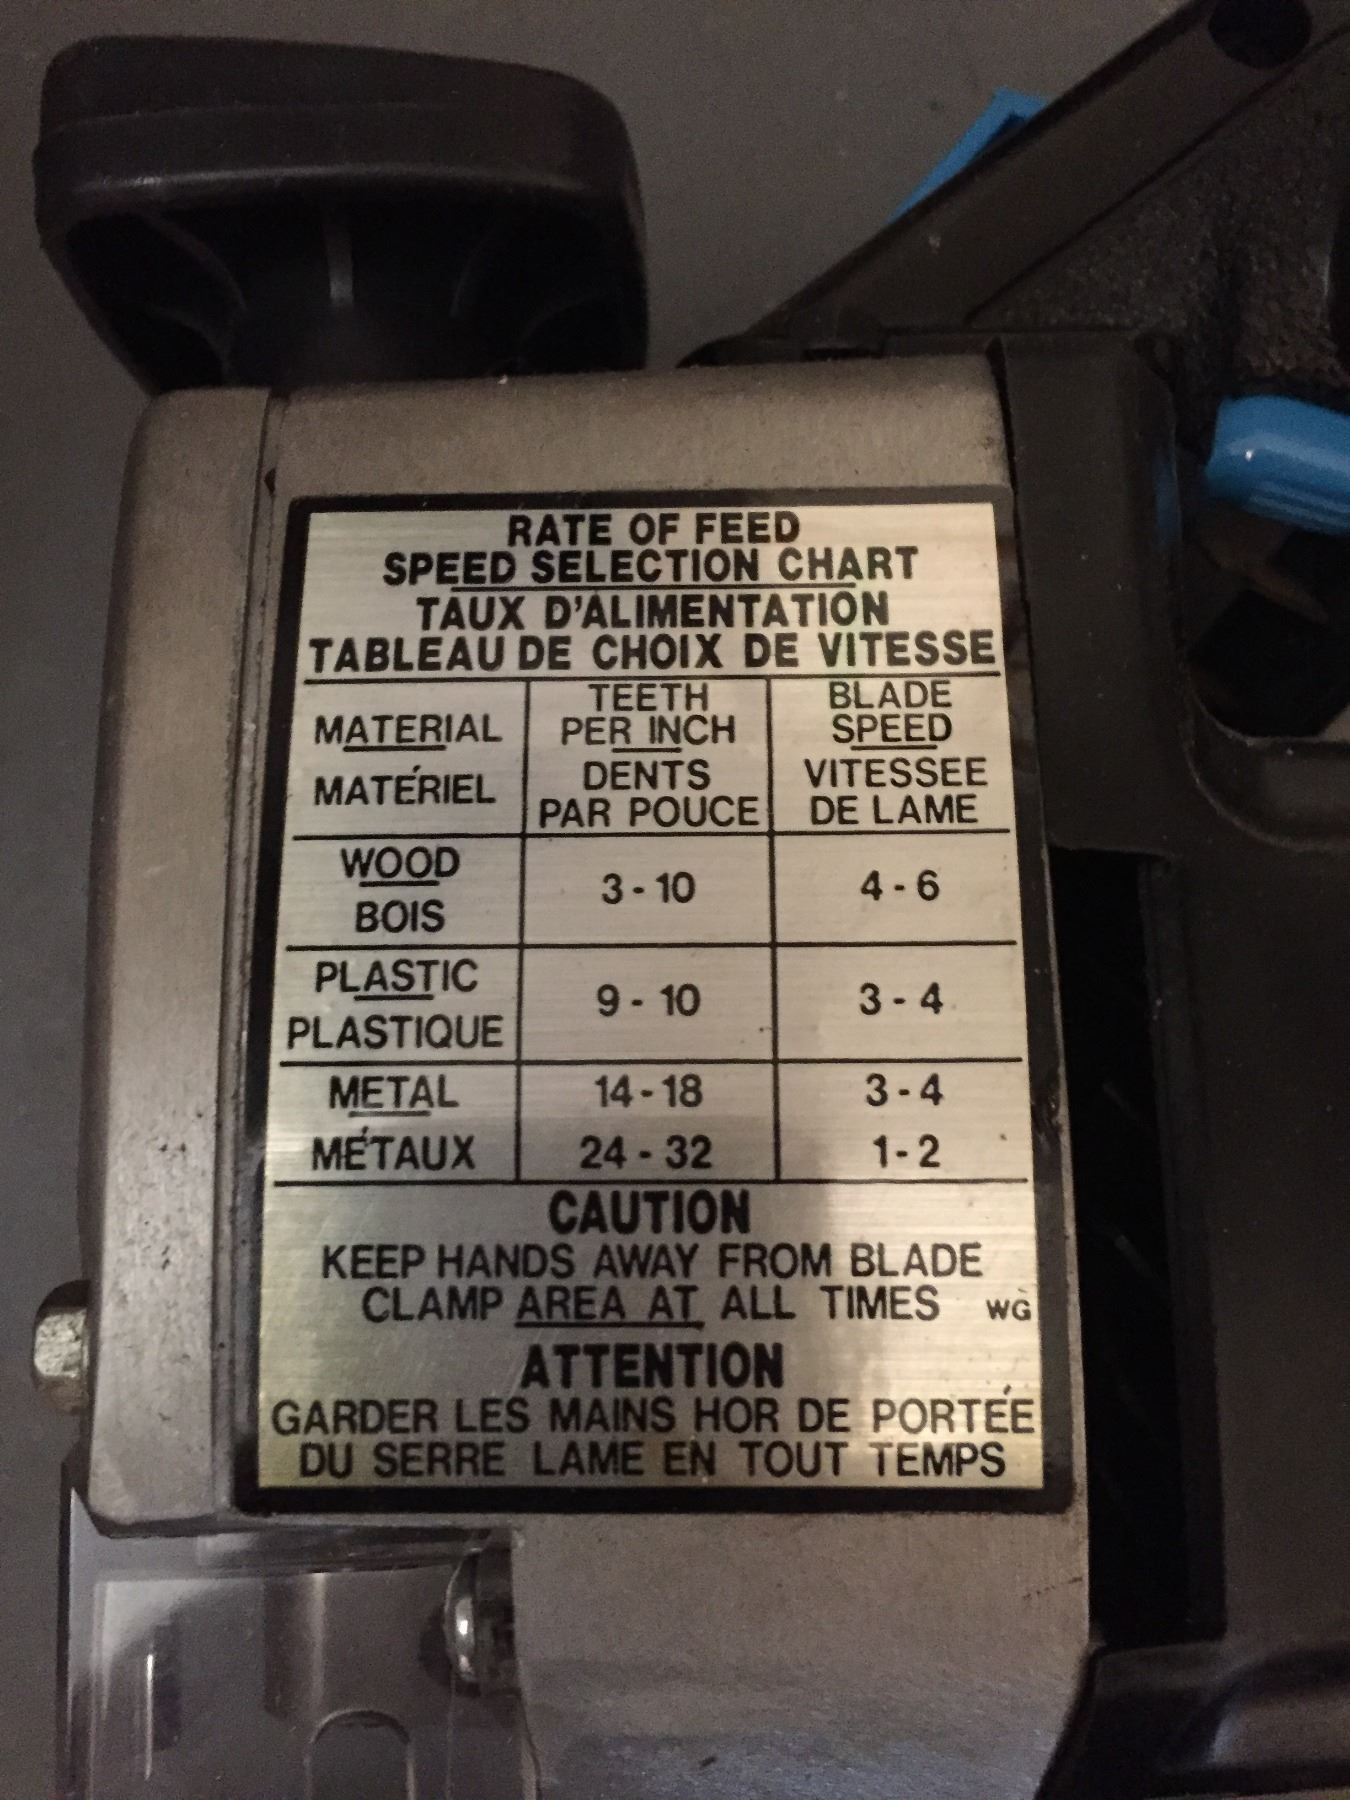 RATE OF FEED
SPEED SELECTION CHART
TAUX D'ALIMENTATION
TABLEAU DE CHOIX DE VITESSE
MATERIAL
MATÉRIEL
TEETH
PER INCH
DENTS
PAR POUCE
BLADE
SPEED
VITESSEE
DE LAME
WOOD
BOIS
3 - 10
4 - 6
PLASTIC
PLASTIQUE
9 - 10
3 - 4
METAL
MÉTAUX
14 - 18
3 - 4
24 - 32
1 - 2
CAUTION
KEEP HANDS AWAY FROM BLADE
CLAMP AREA AT ALL TIMES WG
ATTENTION
GARDER LES MAINS HOR DE PORTÉE
DU SERRE LAME EN TOUT TEMPS